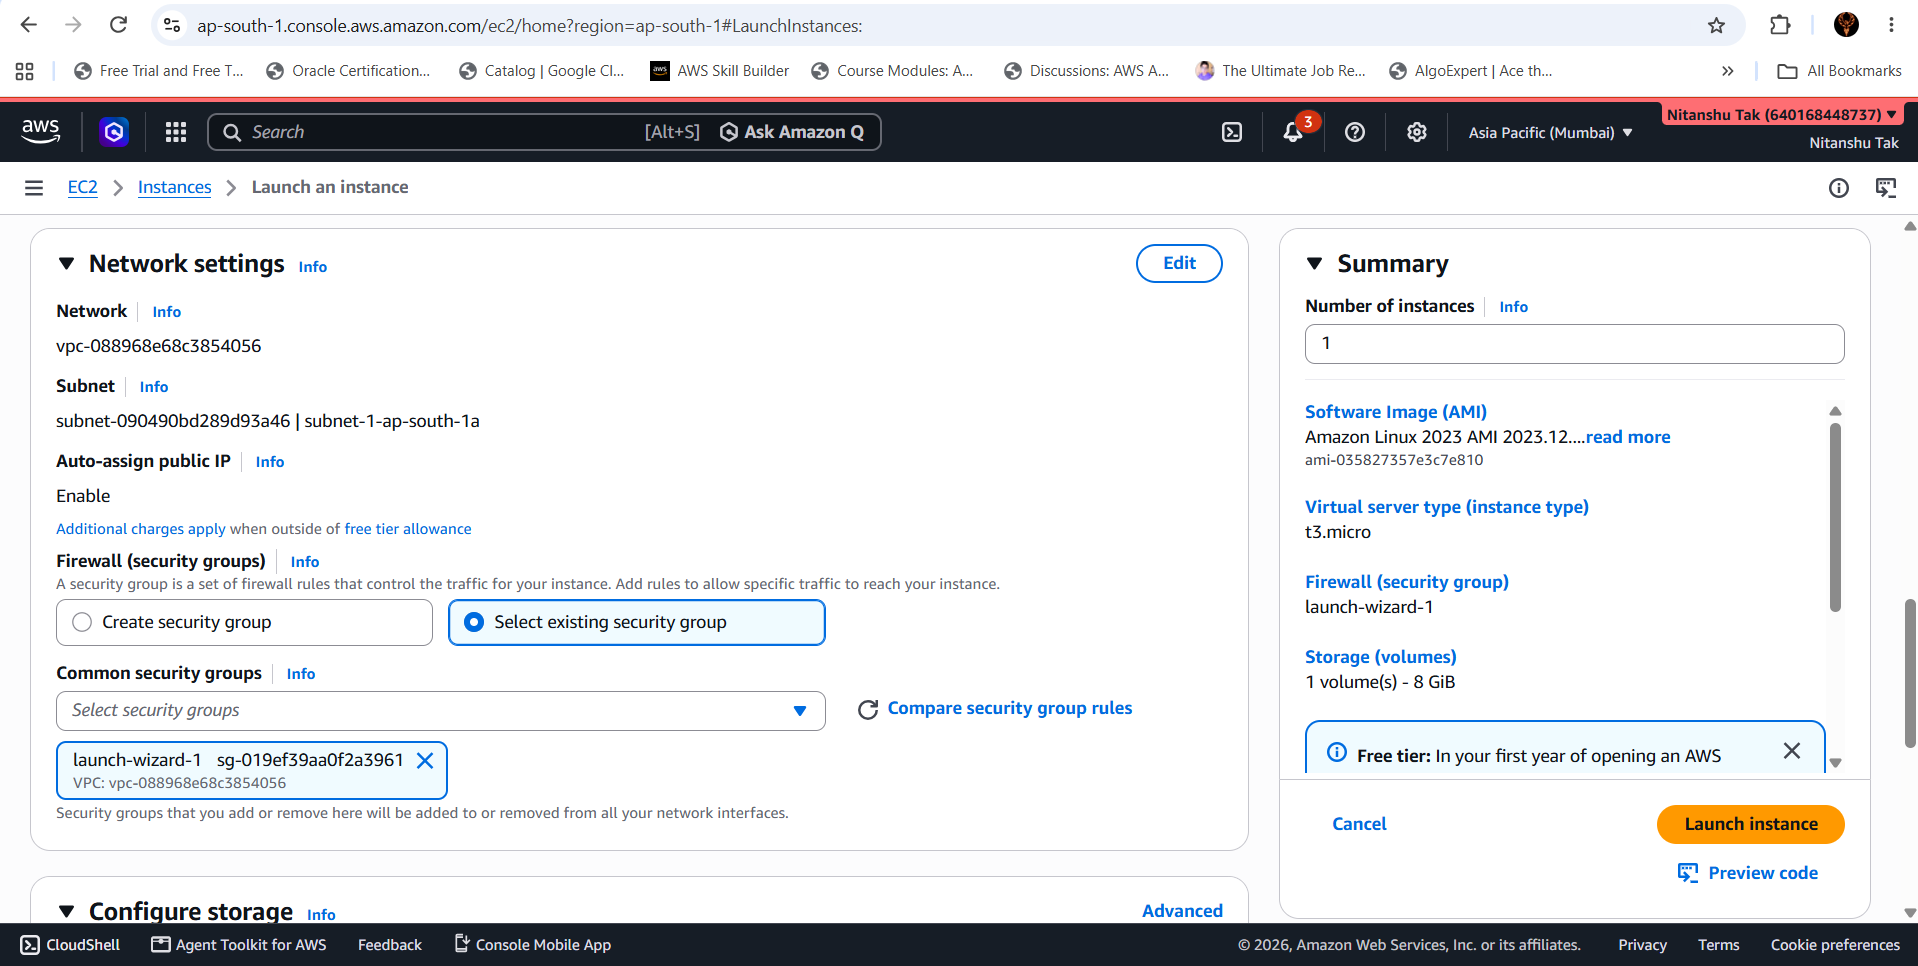 ap-south-1.console.aws.amazon.com/ec2/home?region=ap-south-1#LaunchInstances:
Free Trial and Free T... Oracle Certification... Catalog | Google Cl... aws AWS Skill Builder Course Modules: A... Discussions: AWS A... The Ultimate Job Re... AlgoExpert | Ace th... » All Bookmarks
aws Search [Alt+S] Ask Amazon Q 3 Asia Pacific (Mumbai) Nitanshu Tak (640168448737)
Nitanshu Tak
EC2 Instances Launch an instance
Network settings Info
Edit
Network Info
vpc-088968e68c3854056
Subnet Info
subnet-090490bd289d93a46 | subnet-1-ap-south-1a
Auto-assign public IP Info
Enable
Additional charges apply when outside of free tier allowance
Firewall (security groups) Info
A security group is a set of firewall rules that control the traffic for your instance. Add rules to allow specific traffic to reach your instance.
Create security group Select existing security group
Common security groups Info
Select security groups
Compare security group rules
launch-wizard-1 sg-019ef39aa0f2a3961
VPC: vpc-088968e68c3854056
Security groups that you add or remove here will be added to or removed from all your network interfaces.
Configure storage Info Advanced
Summary
Number of instances Info
1
Software Image (AMI)
Amazon Linux 2023 AMI 2023.12....read more
ami-035827357e3c7e810
Virtual server type (instance type)
t3.micro
Firewall (security group)
launch-wizard-1
Storage (volumes)
1 volume(s) - 8 GiB
Free tier: In your first year of opening an AWS
Cancel Launch instance
Preview code
CloudShell Agent Toolkit for AWS Feedback Console Mobile App © 2026, Amazon Web Services, Inc. or its affiliates. Privacy Terms Cookie preferences